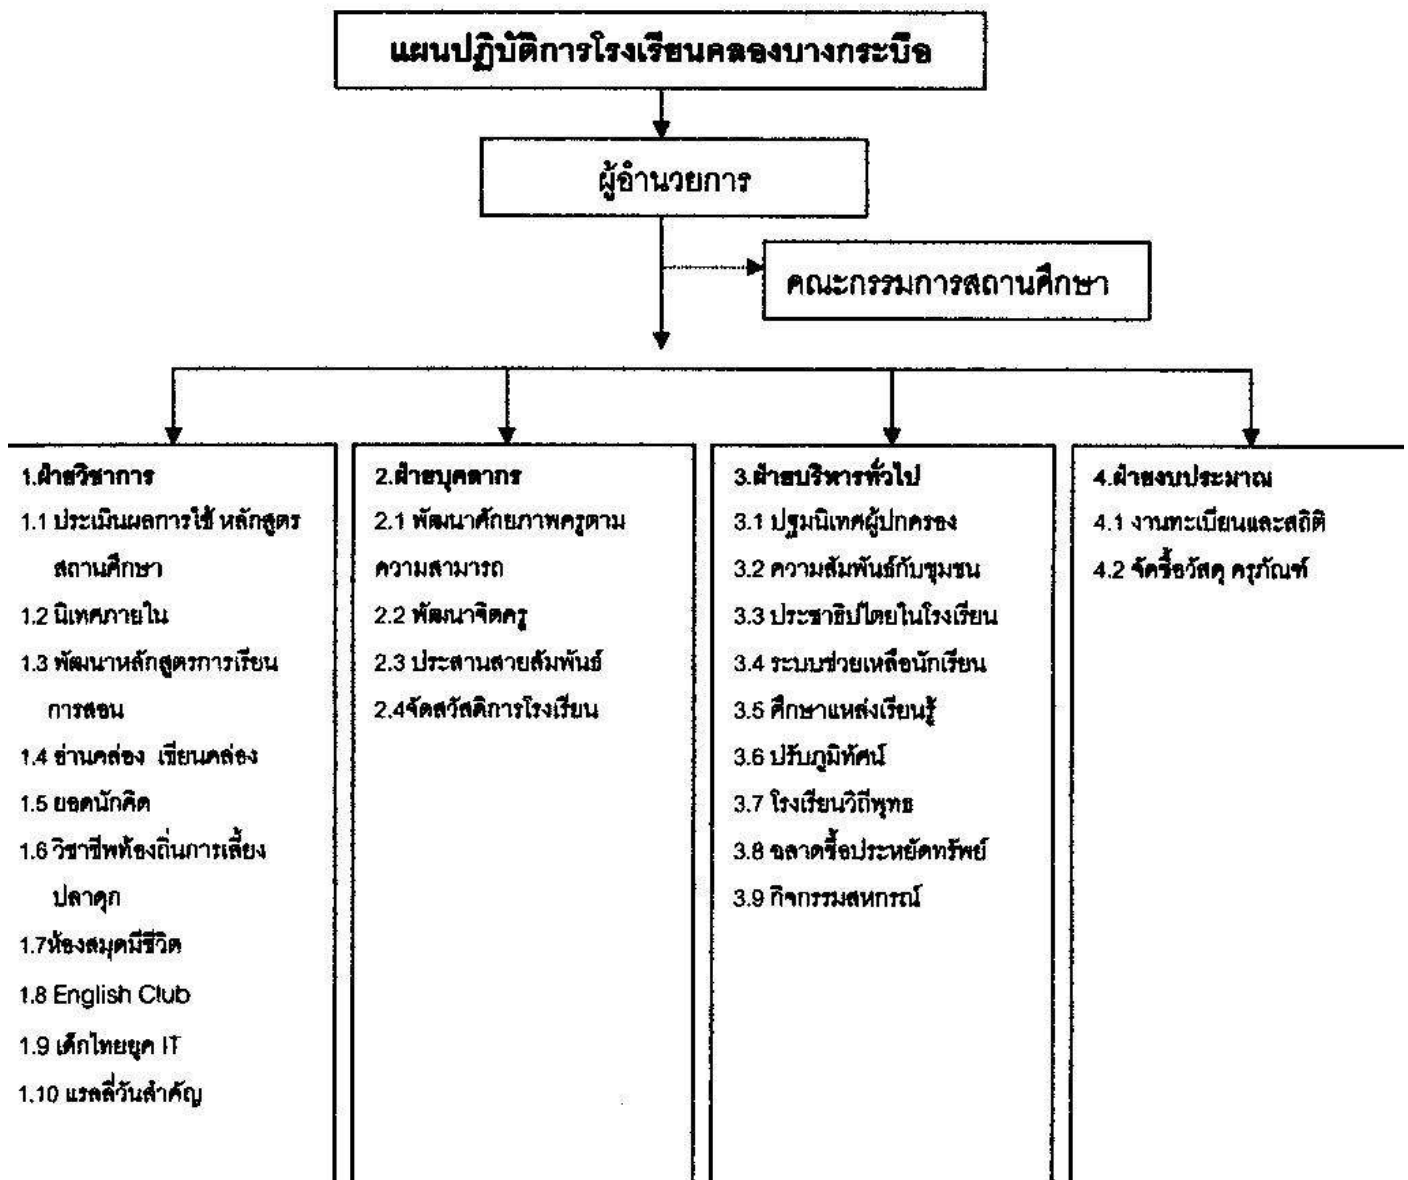 แผนปฏิบัติการโรงเรียนคลองบางกระบือ
ผู้อำนวยการ
คณะกรรมการสถานศึกษา
1.ฝ่ายวิชาการ
1.1 ประเมินผลการใช้ หลักสูตร
สถานศึกษา
1.2 นิเทศภายใน
1.3 พัฒนาหลักสูตรการเรียน
การสอน
1.4 อ่านคล่อง เขียนคล่อง
1.5 ยอดนักคิด
1.6 วิชาชีพท้องถิ่นการเลี้ยง
ปลาดุก
1.7ห้องสมุดมีชีวิต
1.8 English Club
1.9 เด็กไทยยุค IT
1.10 แรลลี่วันสำคัญ
2.ฝ่ายบุคลากร
2.1 พัฒนาศักยภาพครูตาม
ความสามารถ
2.2 พัฒนาจิตครู
2.3 ประสานสายสัมพันธ์
2.4จัดสวัสดิการโรงเรียน
3.ฝ่ายบริหารทั่วไป
3.1 ปฐมนิเทศผู้ปกครอง
3.2 ความสัมพันธ์กับชุมชน
3.3 ประชาธิปไตยในโรงเรียน
3.4 ระบบช่วยเหลือนักเรียน
3.5 ศึกษาแหล่งเรียนรู้
3.6 ปรับภูมิทัศน์
3.7 โรงเรียนวิถีพุทธ
3.8 ฉลาดซื้อประหยัดทรัพย์
3.9 กิจกรรมสหกรณ์
4.ฝ่ายงบประมาณ
4.1 งานทะเบียนและสถิติ
4.2 จัดซื้อวัสดุ ครุภัณฑ์